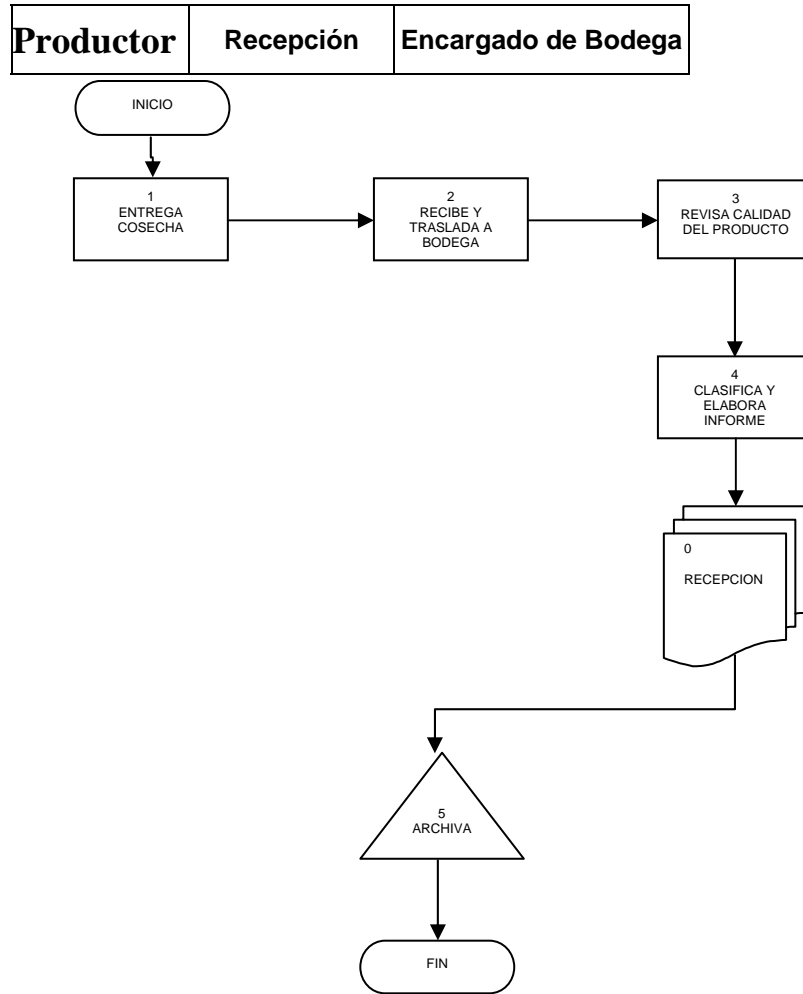 Productor Recepción Encargado de Bodega
INICIO
1
ENTREGA
COSECHA
2
RECIBE Y
TRASLADA A
BODEGA
3
REVISA CALIDAD
DEL PRODUCTO
4
CLASIFICA Y
ELABORA
INFORME
0
RECEPCION
5
ARCHIVA
FIN